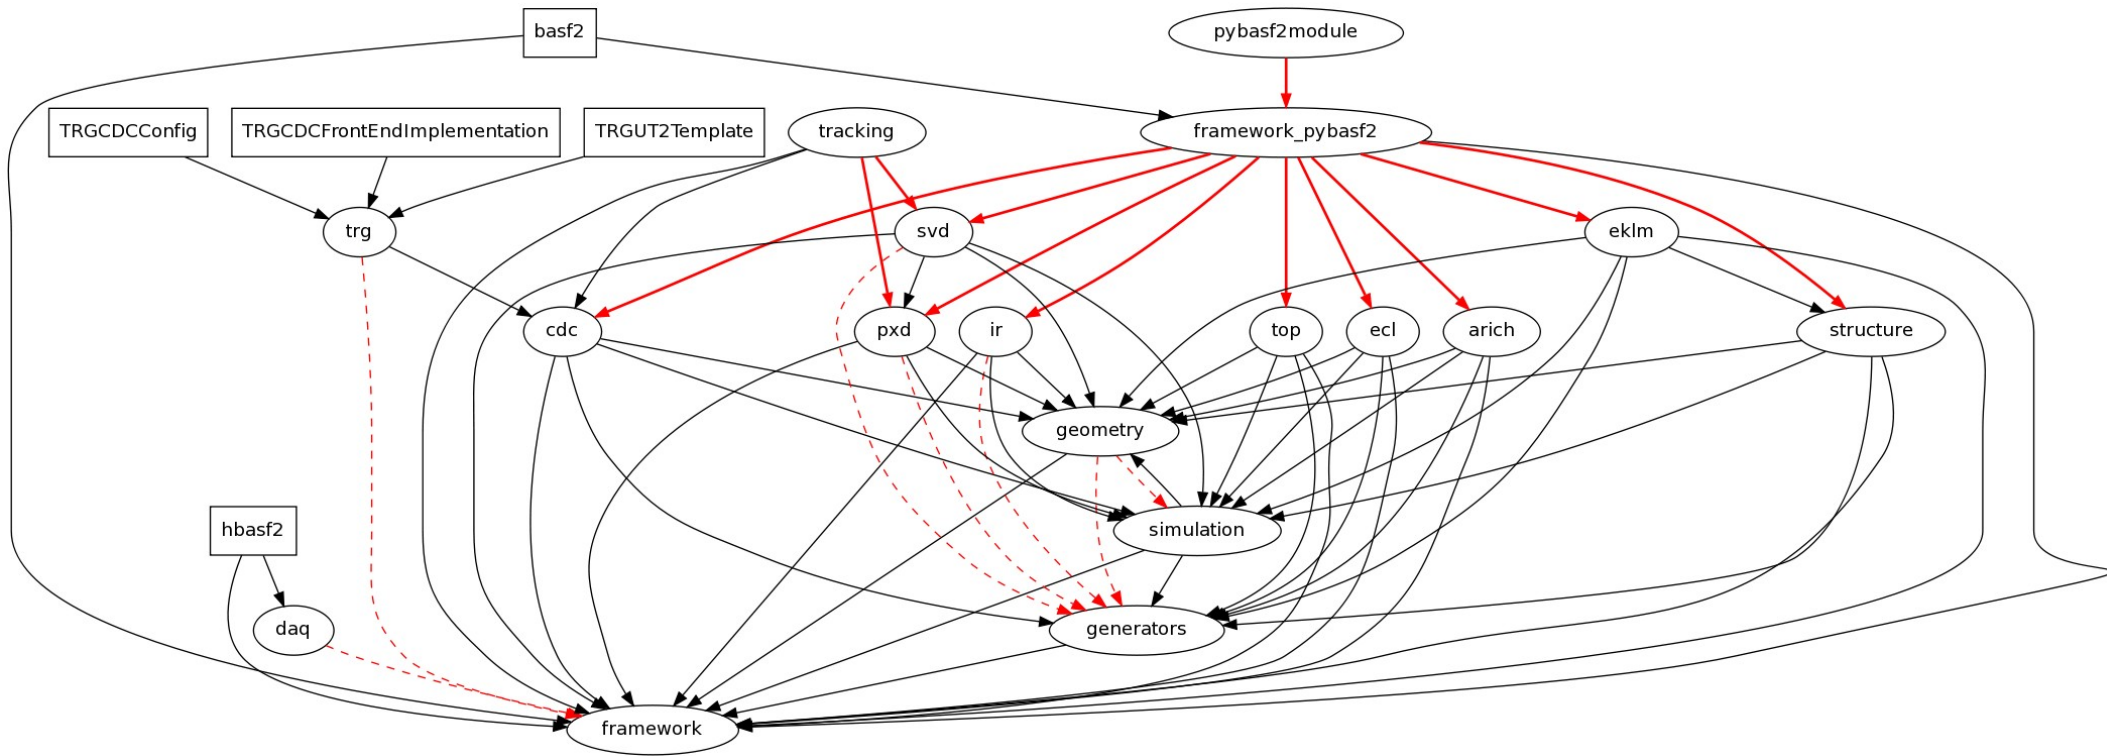 basf2
pybasf2module
TRGCDCConfig
TRGCDCFrontEndImplementation
TRGUT2Template
tracking
framework_pybasf2
trg
svd
eklm
cdc
pxd
ir
top
ecl
arich
structure
geometry
hbasf2
simulation
daq
generators
framework